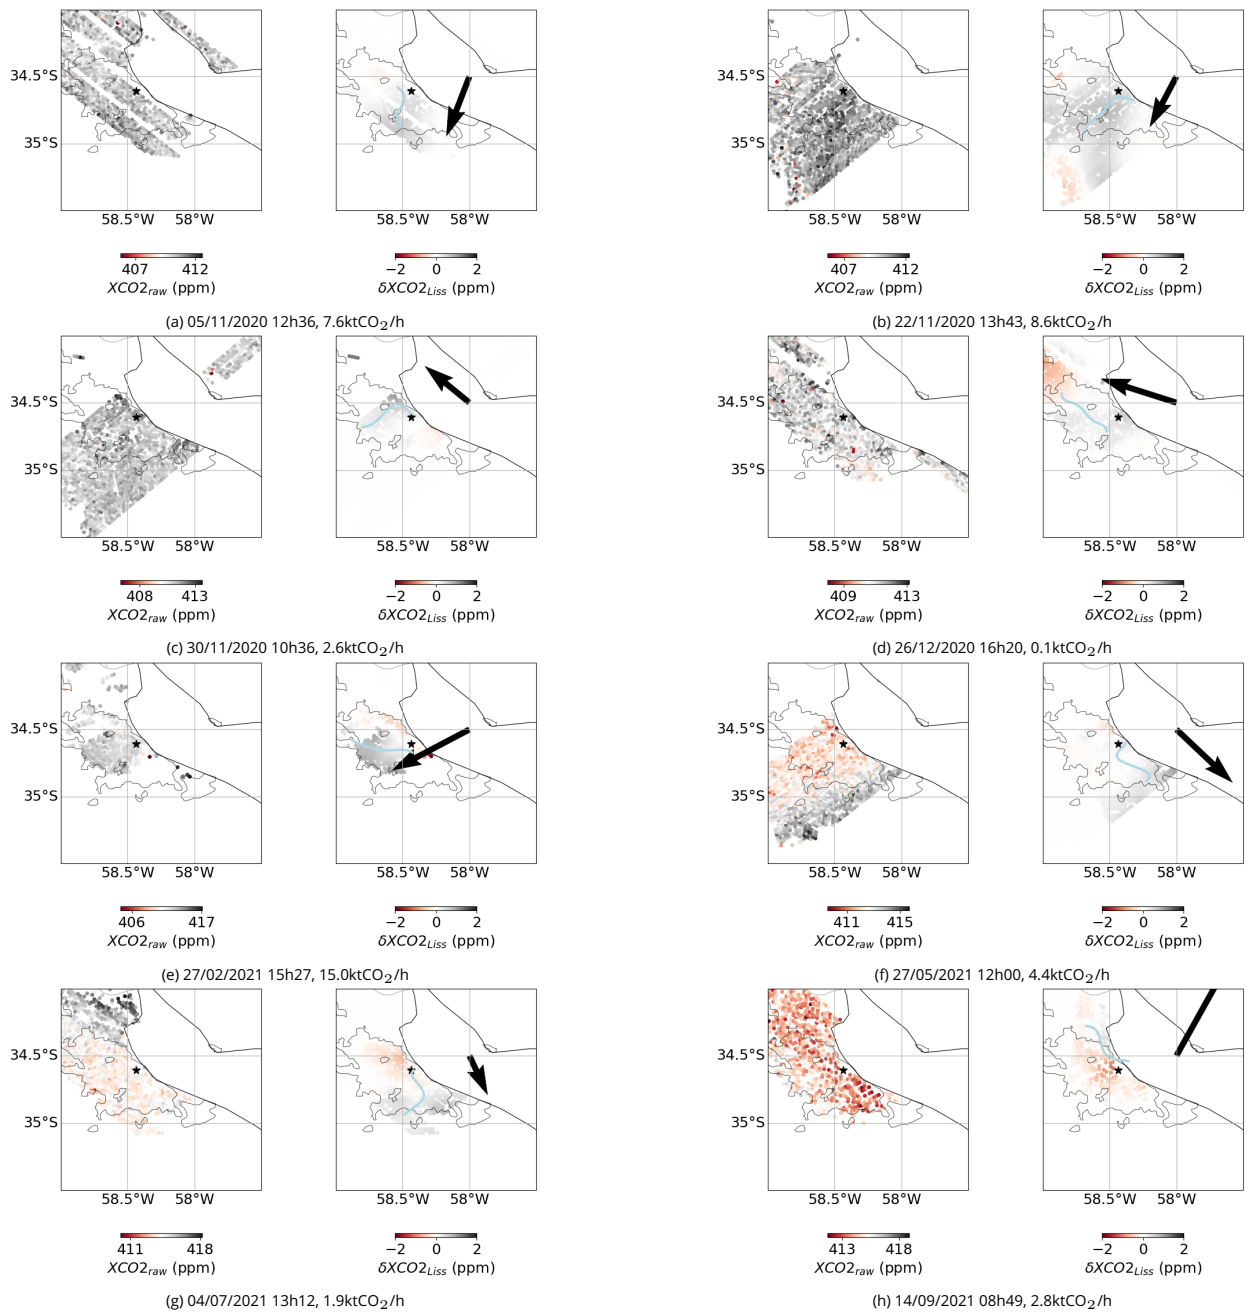 34.5°S
35°S
58.5°W 58°W
58.5°W 58°W
407 412
XCO2raw (ppm)
−2 0 2
δXCO2Liss (ppm)
(a) 05/11/2020 12h36, 7.6ktCO2/h
34.5°S
35°S
58.5°W 58°W
58.5°W 58°W
407 412
XCO2raw (ppm)
−2 0 2
δXCO2Liss (ppm)
(b) 22/11/2020 13h43, 8.6ktCO2/h
34.5°S
35°S
58.5°W 58°W
58.5°W 58°W
408 413
XCO2raw (ppm)
−2 0 2
δXCO2Liss (ppm)
(c) 30/11/2020 10h36, 2.6ktCO2/h
34.5°S
35°S
58.5°W 58°W
58.5°W 58°W
409 413
XCO2raw (ppm)
−2 0 2
δXCO2Liss (ppm)
(d) 26/12/2020 16h20, 0.1ktCO2/h
34.5°S
35°S
58.5°W 58°W
58.5°W 58°W
406 417
XCO2raw (ppm)
−2 0 2
δXCO2Liss (ppm)
(e) 27/02/2021 15h27, 15.0ktCO2/h
34.5°S
35°S
58.5°W 58°W
58.5°W 58°W
411 415
XCO2raw (ppm)
−2 0 2
δXCO2Liss (ppm)
(f) 27/05/2021 12h00, 4.4ktCO2/h
34.5°S
35°S
58.5°W 58°W
58.5°W 58°W
411 418
XCO2raw (ppm)
−2 0 2
δXCO2Liss (ppm)
(g) 04/07/2021 13h12, 1.9ktCO2/h
34.5°S
35°S
58.5°W 58°W
58.5°W 58°W
413 418
XCO2raw (ppm)
−2 0 2
δXCO2Liss (ppm)
(h) 14/09/2021 08h49, 2.8ktCO2/h